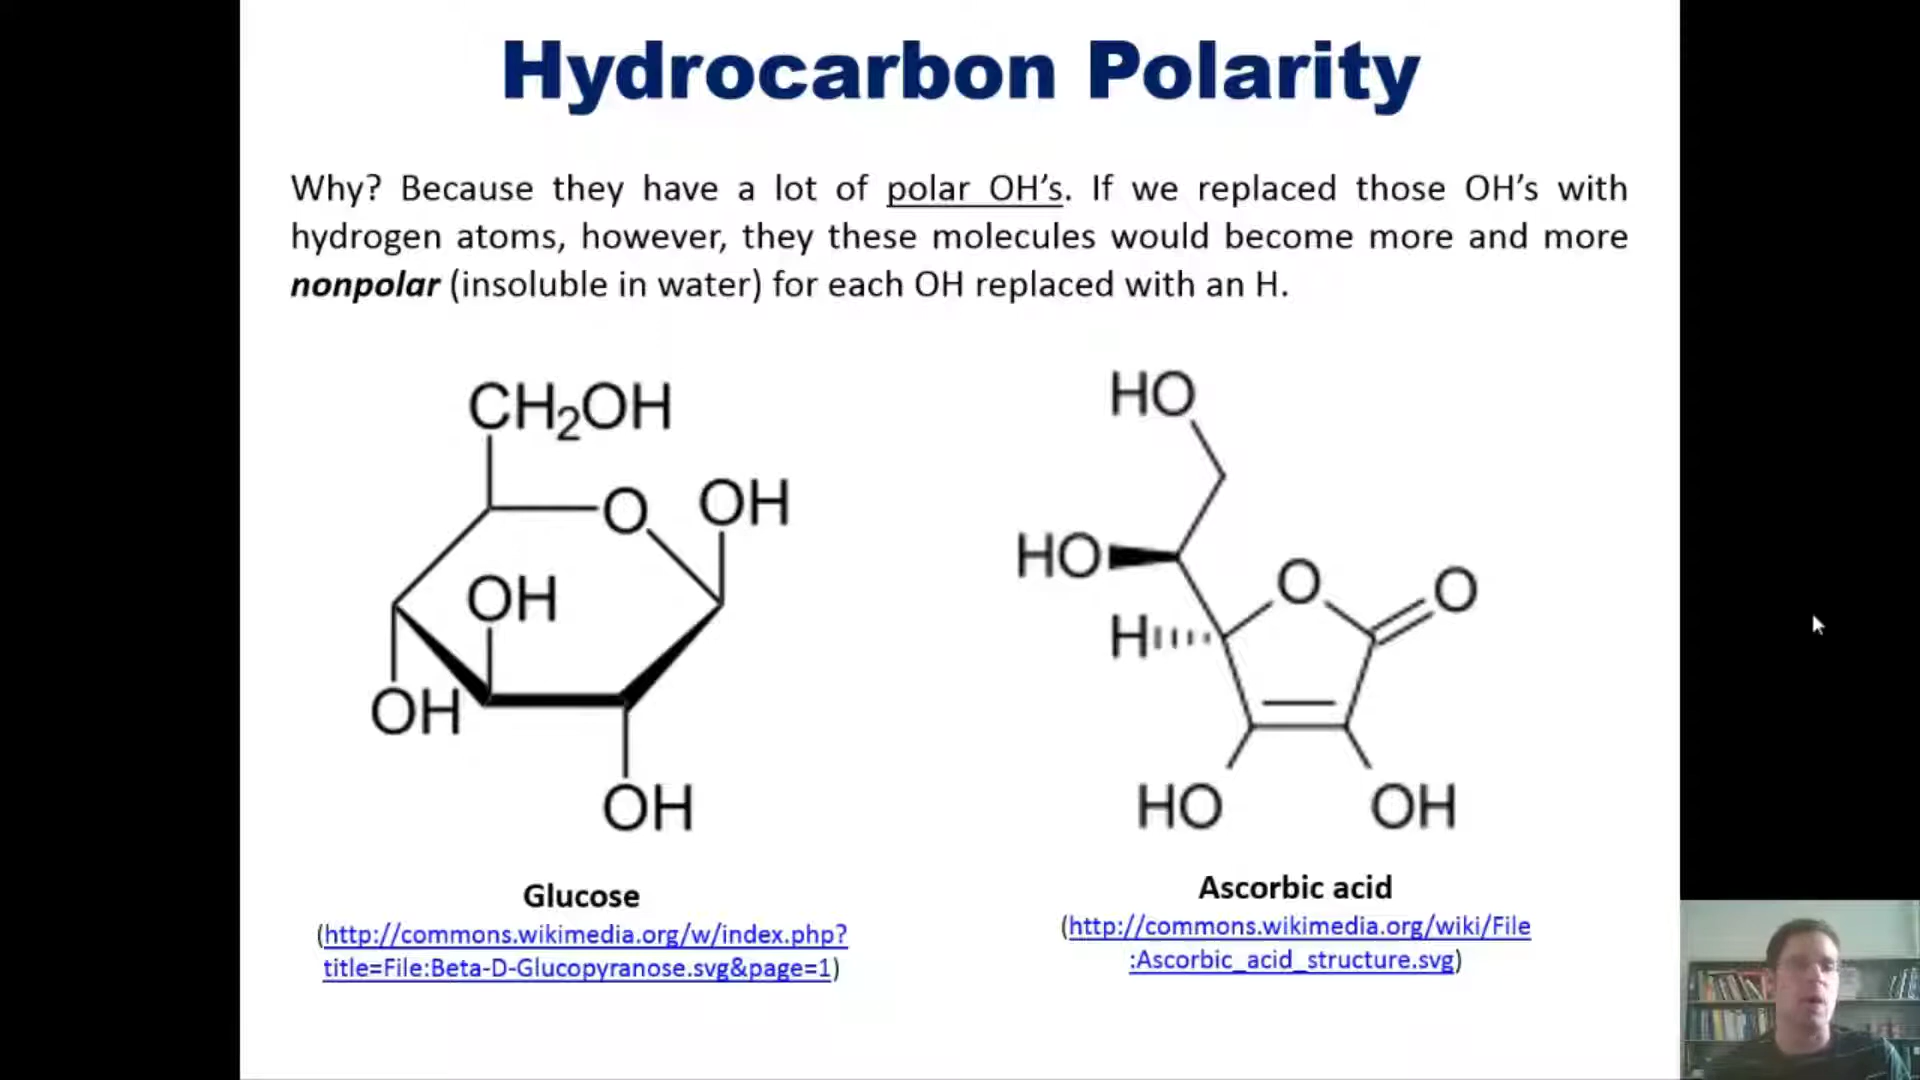 Hydrocarbon Polarity
Why? Because they have a lot of polar OH's. If we replaced those OH's with
hydrogen atoms, however, they these molecules would become more and more
nonpolar (insoluble in water) for each OH replaced with an H.
CH₂OH
O
OH
OH
OH
OH
HO
HO
O
O
H
HO
OH
Glucose
(http://commons.wikimedia.org/w/index.php?
title=File:Beta-D-Glucopyranose.svg&page=1)
Ascorbic acid
(http://commons.wikimedia.org/wiki/File
:Ascorbic_acid_structure.svg)